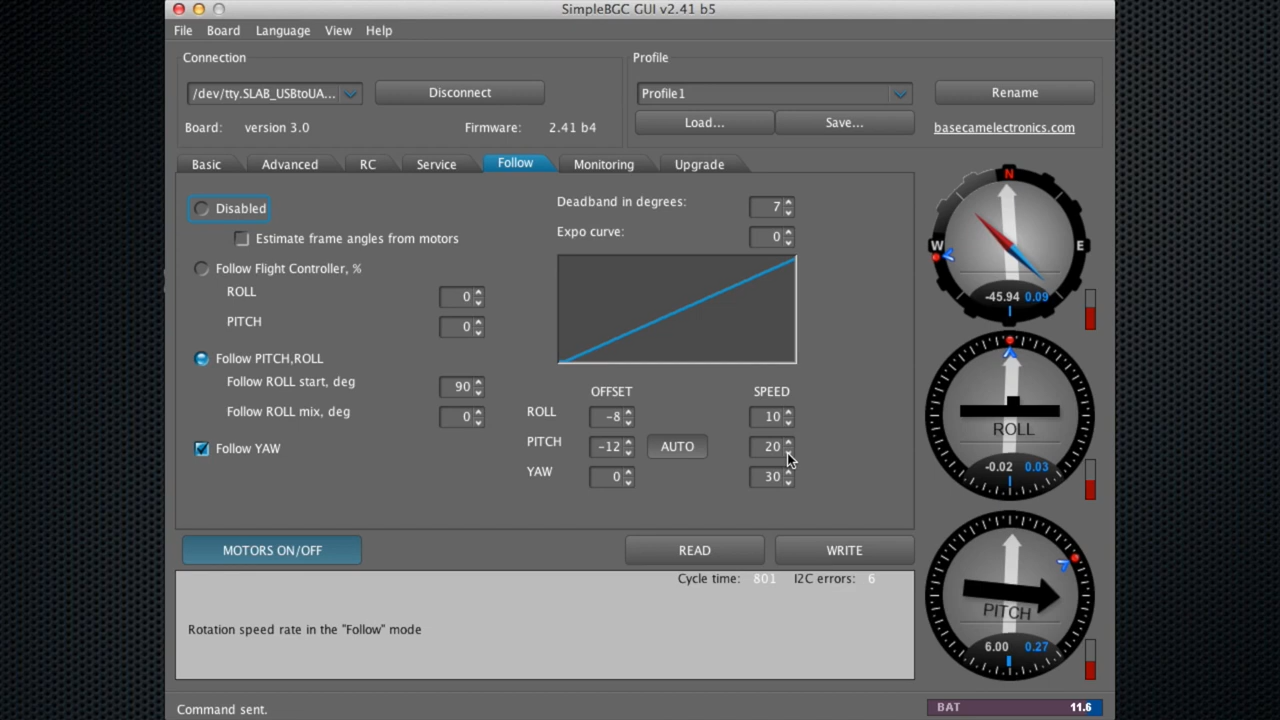 SimpleBGC GUI v2.41 b5
File Board Language View Help
Connection
/dev/tty.SLAB_USBtoUA...
Disconnect
Board: version 3.0 Firmware: 2.41 b4
Profile
Profile1
Rename
Load... Save...
basecamelectronics.com
Basic Advanced RC Service Follow Monitoring Upgrade
Disabled
Estimate frame angles from motors
Follow Flight Controller, %
ROLL 0
PITCH 0
Follow PITCH,ROLL
Follow ROLL start, deg 90
Follow ROLL mix, deg 0
Follow YAW
Deadband in degrees: 7
Expo curve: 0
OFFSET SPEED
ROLL -8 10
PITCH -12 AUTO 20
YAW 0 30
MOTORS ON/OFF READ WRITE
Cycle time: 801 I2C errors: 6
Rotation speed rate in the "Follow" mode
N
W E
-45.94 0.09
ROLL
-0.02 0.03
PITCH
6.00 0.27
Command sent.
BAT 11.6